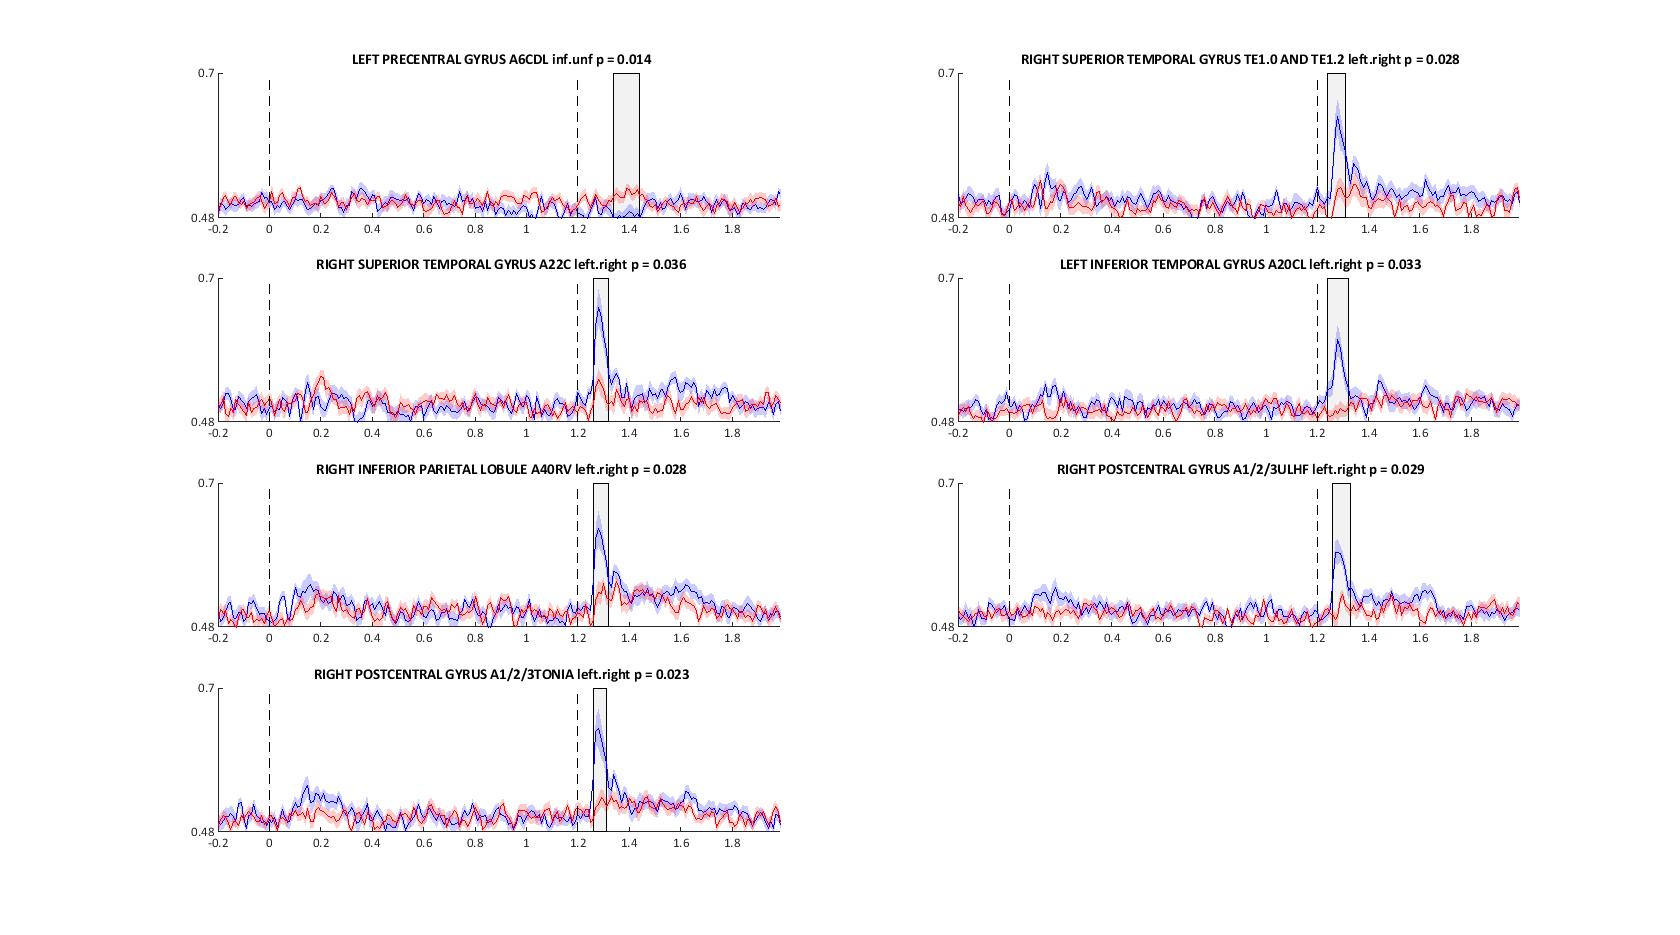 LEFT PRECENTRAL GYRUS A6CDL inf.unf p = 0.014
0.7
0.48
-0.2 0 0.2 0.4 0.6 0.8 1 1.2 1.4 1.6 1.8
RIGHT SUPERIOR TEMPORAL GYRUS TE1.0 AND TE1.2 left.right p = 0.028
0.7
0.48
-0.2 0 0.2 0.4 0.6 0.8 1 1.2 1.4 1.6 1.8
RIGHT SUPERIOR TEMPORAL GYRUS A22C left.right p = 0.036
0.7
0.48
-0.2 0 0.2 0.4 0.6 0.8 1 1.2 1.4 1.6 1.8
LEFT INFERIOR TEMPORAL GYRUS A20CL left.right p = 0.033
0.7
0.48
-0.2 0 0.2 0.4 0.6 0.8 1 1.2 1.4 1.6 1.8
RIGHT INFERIOR PARIETAL LOBULE A40RV left.right p = 0.028
0.7
0.48
-0.2 0 0.2 0.4 0.6 0.8 1 1.2 1.4 1.6 1.8
RIGHT POSTCENTRAL GYRUS A1/2/3ULHF left.right p = 0.029
0.7
0.48
-0.2 0 0.2 0.4 0.6 0.8 1 1.2 1.4 1.6 1.8
RIGHT POSTCENTRAL GYRUS A1/2/3TONIA left.right p = 0.023
0.7
0.48
-0.2 0 0.2 0.4 0.6 0.8 1 1.2 1.4 1.6 1.8